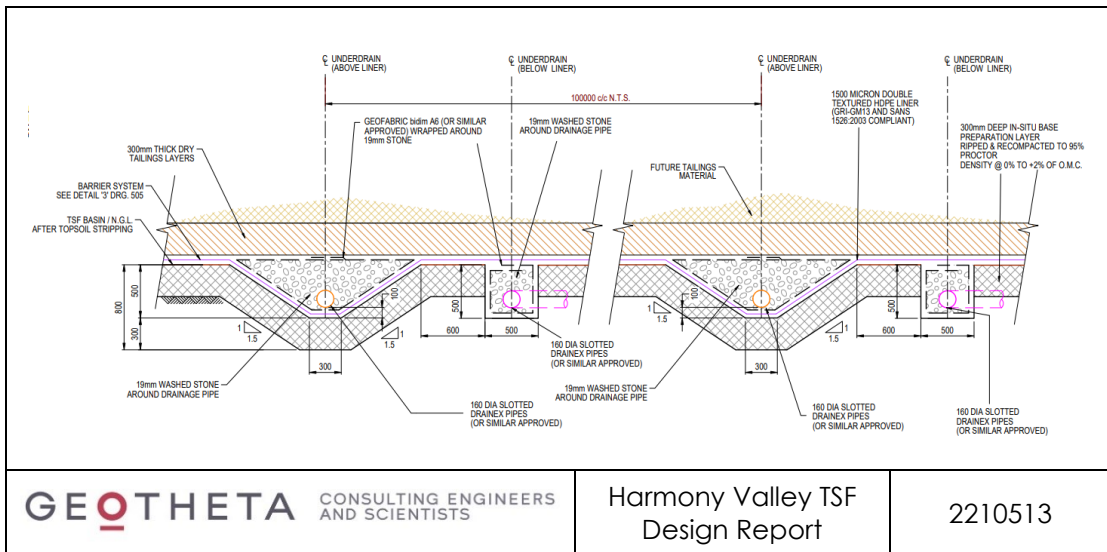 ℄ UNDERDRAIN
(ABOVE LINER)
℄ UNDERDRAIN
(BELOW LINER)
℄ UNDERDRAIN
(ABOVE LINER)
℄ UNDERDRAIN
(BELOW LINER)
100000 c/c N.T.S.
GEOFABRIC bidim A6 (OR SIMILAR
APPROVED) WRAPPED AROUND
19mm STONE
19mm WASHED STONE
AROUND DRAINAGE PIPE
1500 MICRON DOUBLE
TEXTURED HDPE LINER
(GRI-GM13 AND SANS
1526:2003 COMPLIANT)
300mm DEEP IN-SITU BASE
PREPARATION LAYER
RIPPED & RECOMPACTED TO 95%
PROCTOR
DENSITY @ 0% TO +2% OF O.M.C.
300mm THICK DRY
TAILINGS LAYERS
FUTURE TAILINGS
MATERIAL
BARRIER SYSTEM
SEE DETAIL '3' DRG. 505
TSF BASIN / N.G.L.
AFTER TOPSOIL STRIPPING
800
500
300
100
500
1
1.5
1
1.5
600
500
300
100
500
1
1.5
1
1.5
600
500
300
160 DIA SLOTTED
DRAINEX PIPES
(OR SIMILAR APPROVED)
19mm WASHED STONE
AROUND DRAINAGE PIPE
19mm WASHED STONE
AROUND DRAINAGE PIPE
160 DIA SLOTTED
DRAINEX PIPES
(OR SIMILAR APPROVED)
160 DIA SLOTTED
DRAINEX PIPES
(OR SIMILAR APPROVED)
160 DIA SLOTTED
DRAINEX PIPES
(OR SIMILAR APPROVED)
GEOTHETA
CONSULTING ENGINEERS
AND SCIENTISTS
Harmony Valley TSF
Design Report
2210513